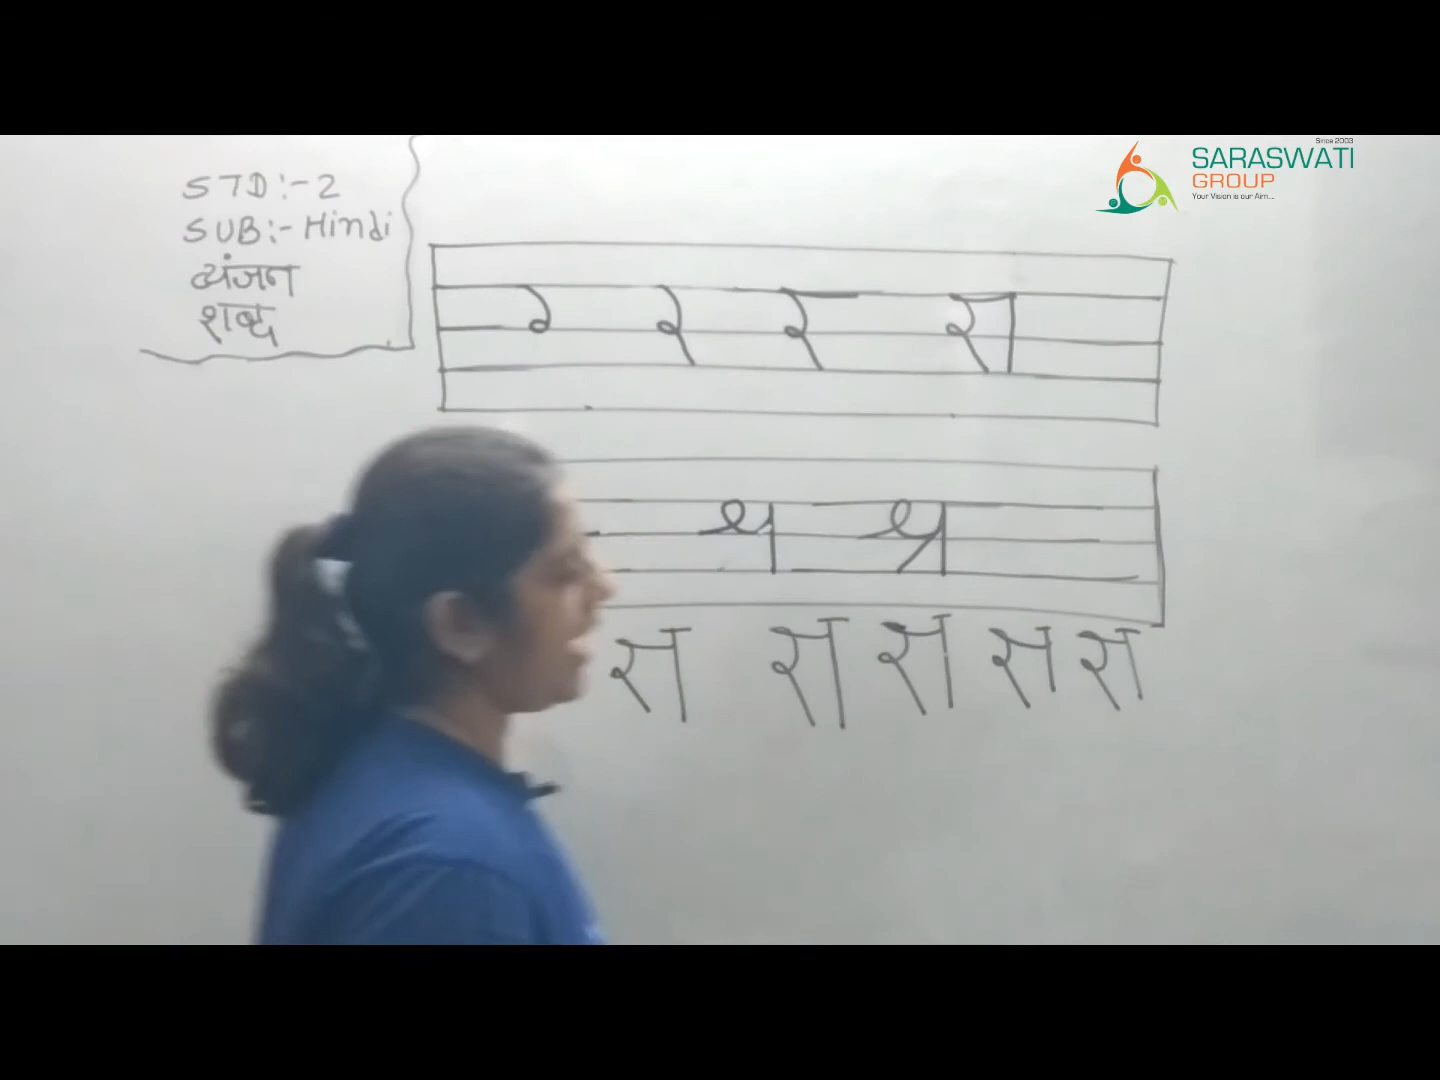 Since 2003
SARASWATI
GROUP
Your Vision is our Aim...
STD:- 2
SUB:- Hindi
व्यंजन
शब्द
र र रा
श्र
रा रा रा स रा